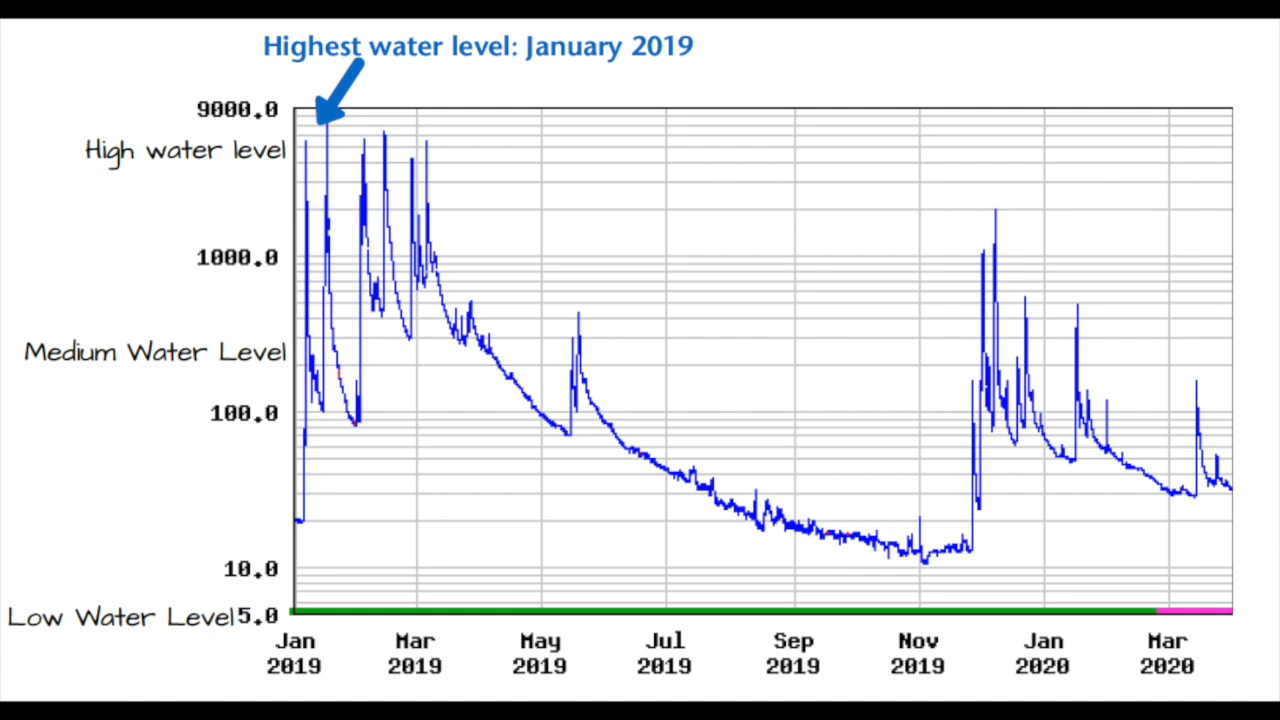 Highest water level: January 2019
9000.0
High water level
1000.0
Medium Water Level
100.0
10.0
Low Water Level 5.0
Jan Mar May Jul Sep Nov Jan Mar
2019 2019 2019 2019 2019 2019 2020 2020